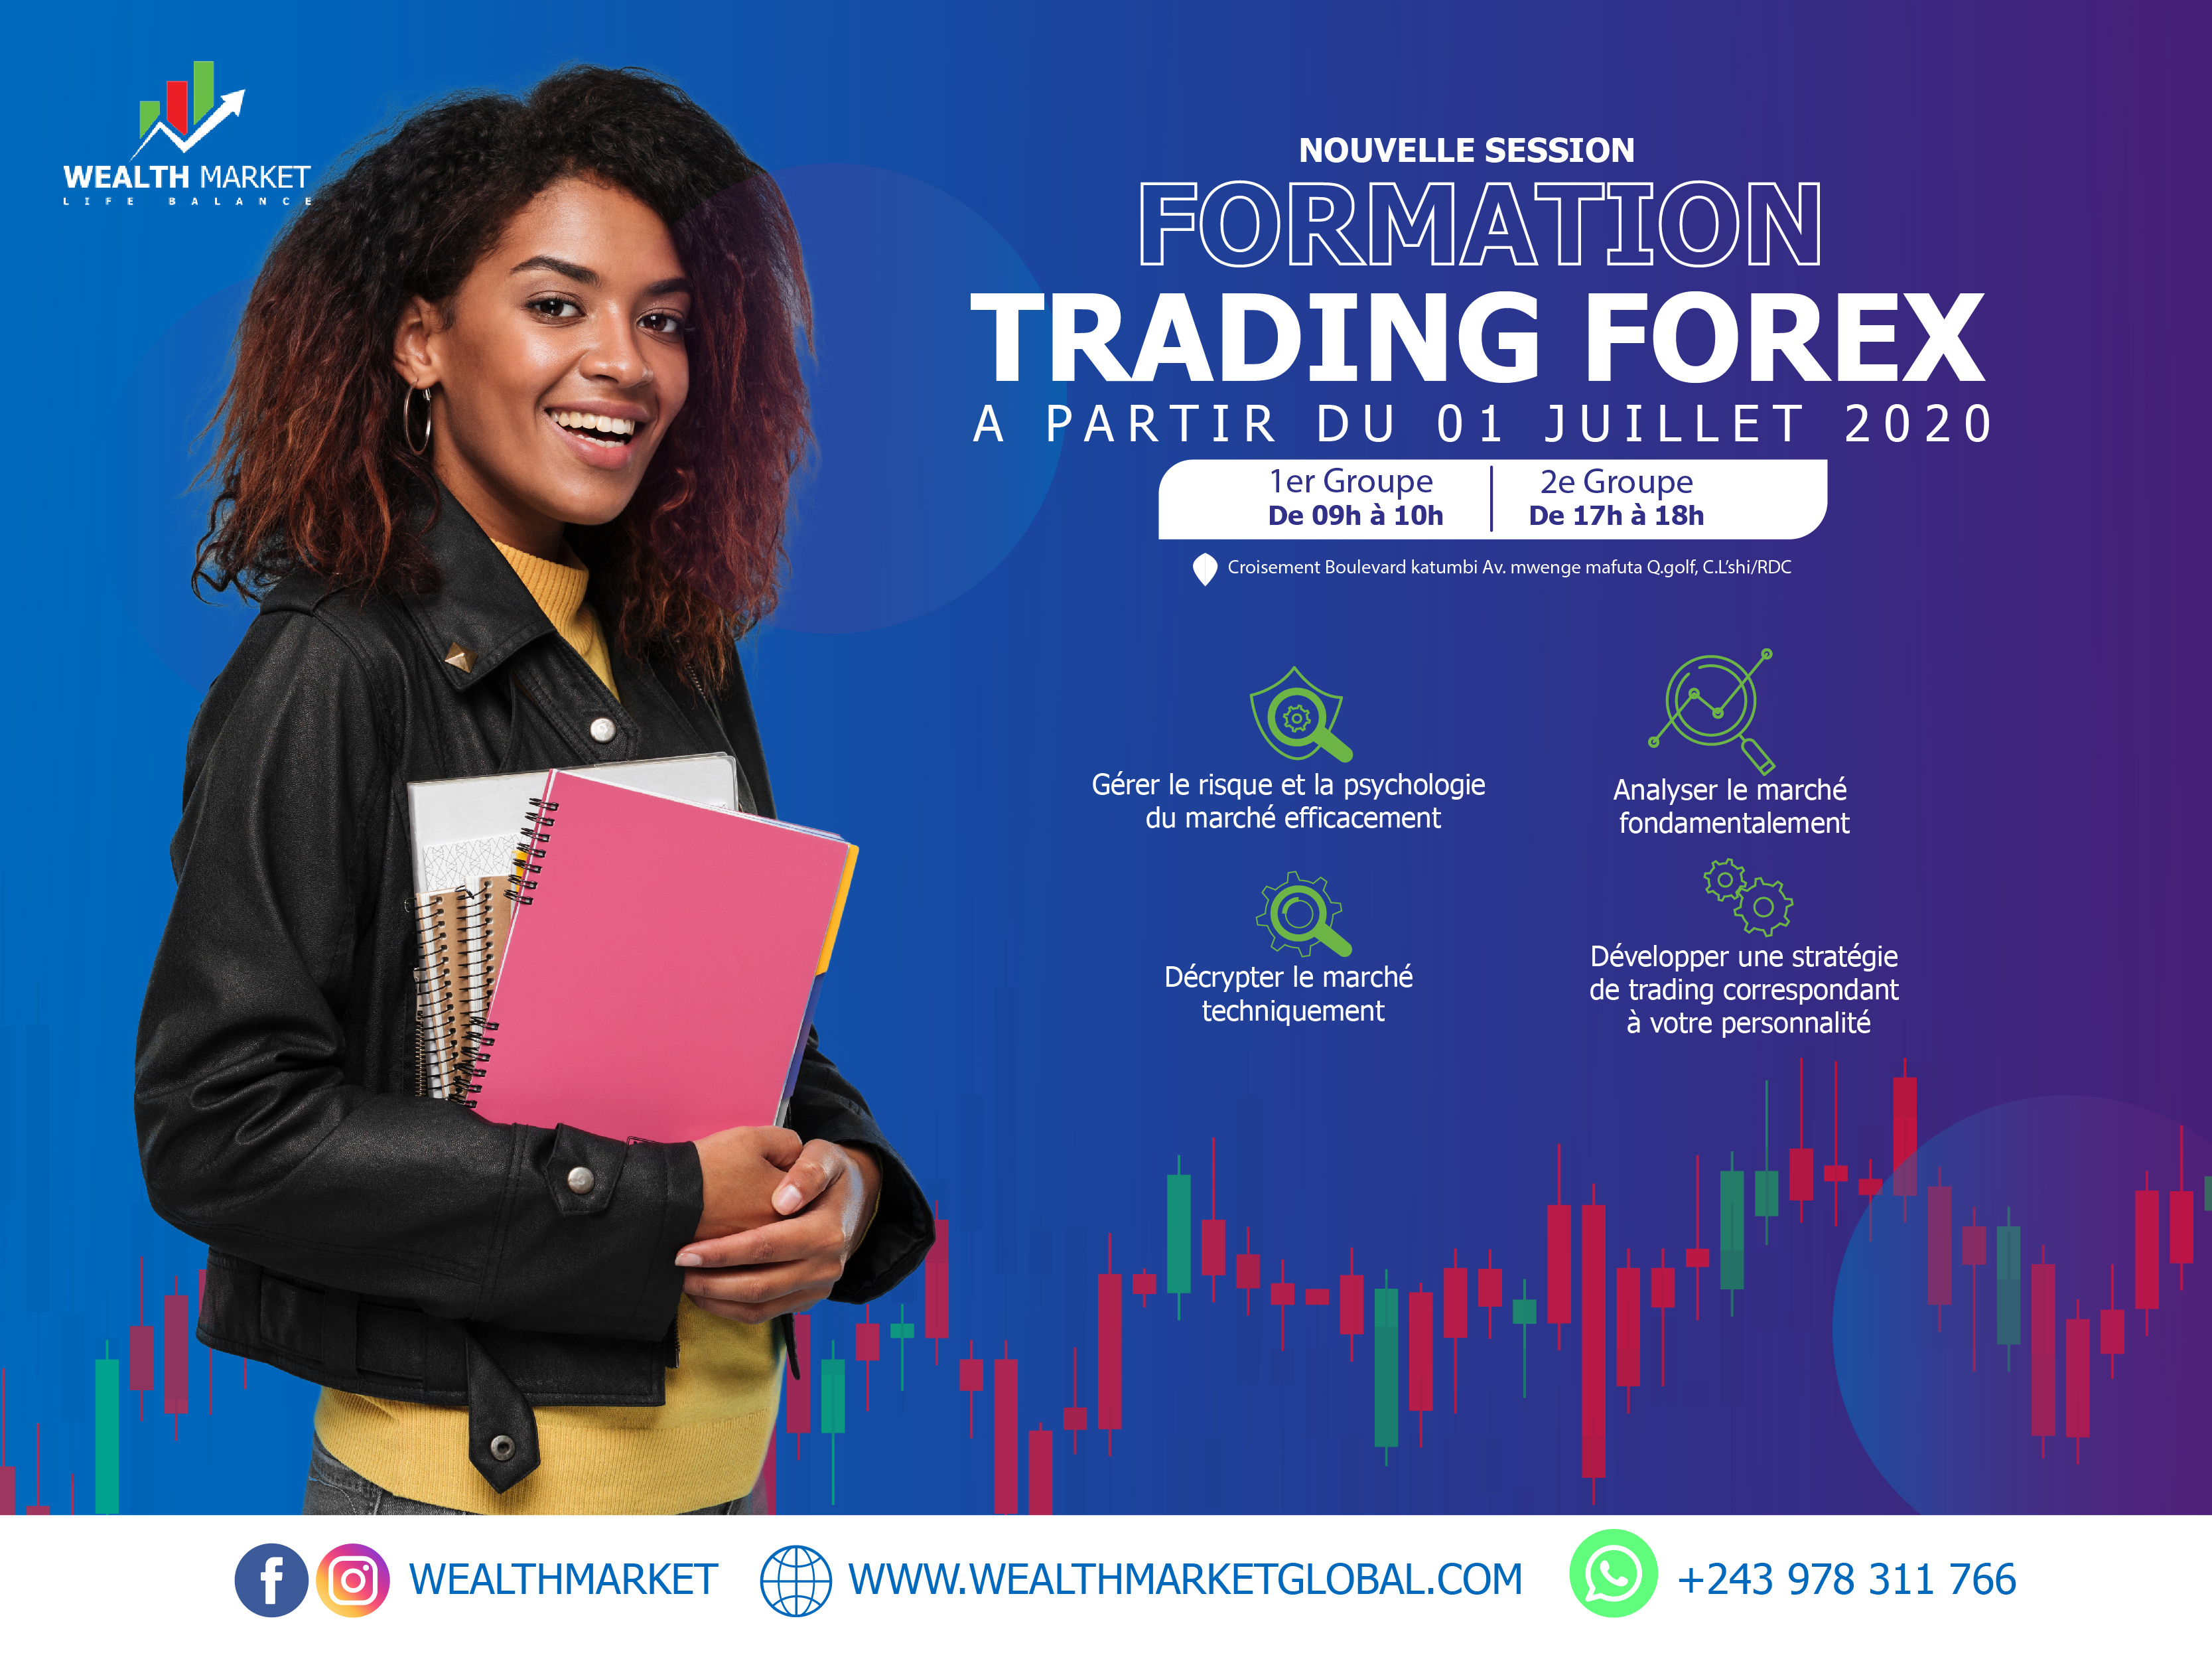 WEALTH MARKET
LIFE BALANCE
NOUVELLE SESSION
FORMATION
TRADING FOREX
A PARTIR DU 01 JUILLET 2020
1er Groupe
De 09h à 10h
2e Groupe
De 17h à 18h
Croisement Boulevard katumbi Av. mwenge mafuta Q.golf, C.L'shi/RDC
Gérer le risque et la psychologie
du marché efficacement
Analyser le marché
fondamentalement
Décrypter le marché
techniquement
Développer une stratégie
de trading correspondant
à votre personnalité
WEALTHMARKET
WWW.WEALTHMARKETGLOBAL.COM
+243 978 311 766